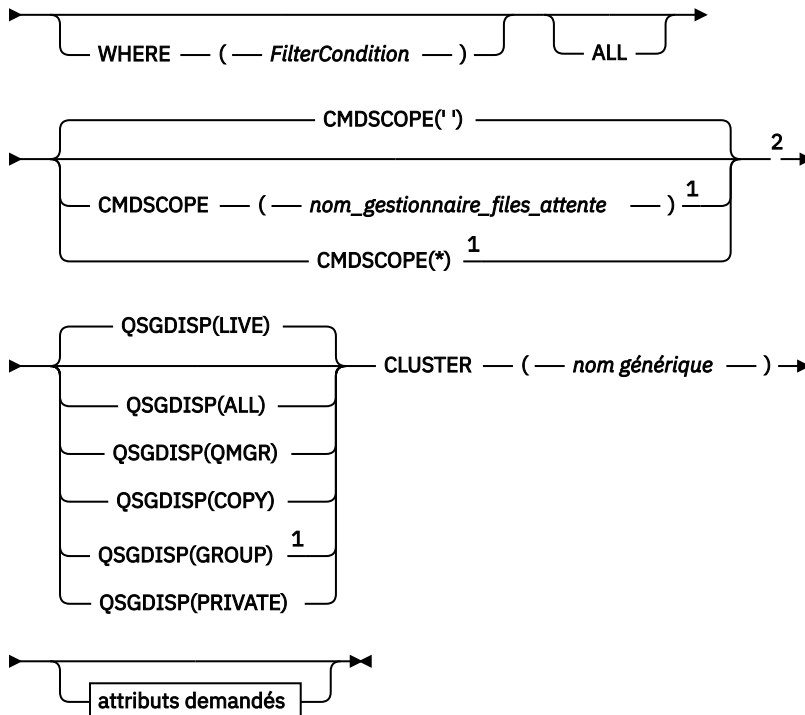 WHERE ( FilterCondition ) ALL
CMDSCOPE(' ')
2
CMDSCOPE ( nom_gestionnaire_files_attente ) 1
CMDSCOPE(*) 1
QSGDISP(LIVE)
CLUSTER ( nom générique )
QSGDISP(ALL)
QSGDISP(QMGR)
QSGDISP(COPY)
QSGDISP(GROUP) 1
QSGDISP(PRIVATE)
attributs demandés